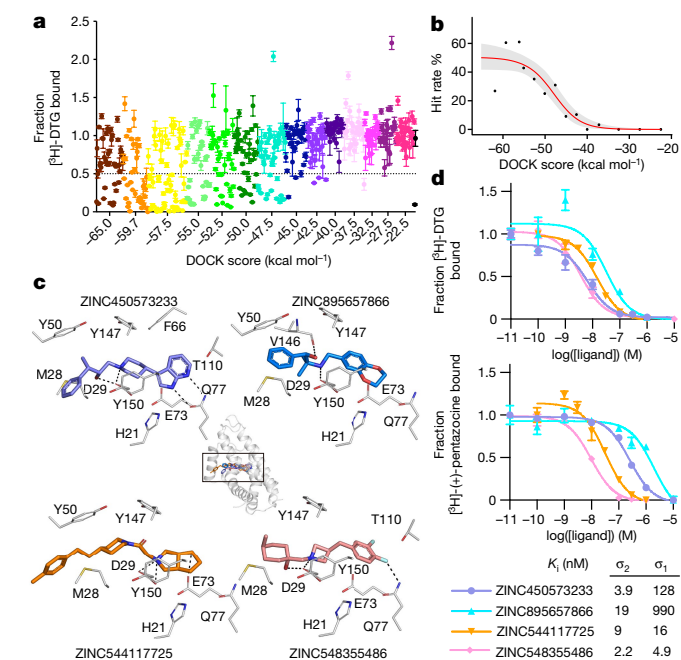 a
2.5
2.0
1.5
1.0
0.5
0
Fraction
[³H]-DTG bound
–65.0
–59.7
–57.5
–55.0
–52.5
–50.0
–47.5
–45.0
–42.5
–40.0
–37.5
–32.5
–27.5
–22.5
DOCK score (kcal mol⁻¹)
b
60
40
20
0
Hit rate %
–60 –50 –40 –30 –20
DOCK score (kcal mol⁻¹)
c
ZINC450573233
Y50
Y147
F66
T110
M28
D29
Y150
Q77
E73
H21
ZINC895657866
Y50
Y147
V146
M28
D29
Y150
E73
Q77
H21
Y50
D29
E73
M28
Y150
H21
Q77
ZINC544117725
Y147
T110
M28
D29
Y150
E73
H21
Q77
ZINC548355486
d
1.5
1.0
0.5
0
Fraction [³H]-DTG
bound
–11 –10 –9 –8 –7 –6 –5
log([ligand]) (M)
1.5
1.0
0.5
0
Fraction
[³H]-(+)-pentazocine bound
–11 –10 –9 –8 –7 –6 –5
log([ligand]) (M)
Kᵢ (nM) σ₂ σ₁
ZINC450573233 3.9 128
ZINC895657866 19 990
ZINC544117725 9 16
ZINC548355486 2.2 4.9